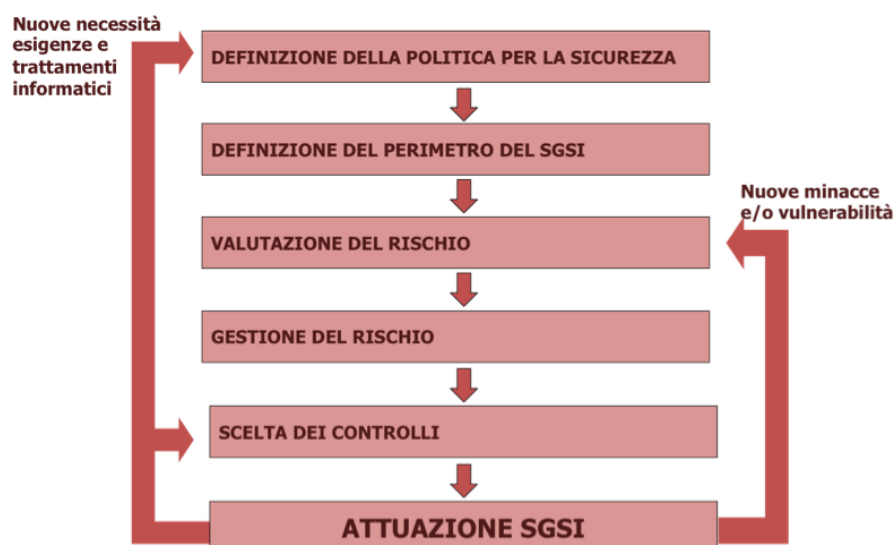 Nuove necessità
esigenze e
trattamenti
informatici
DEFINIZIONE DELLA POLITICA PER LA SICUREZZA
DEFINIZIONE DEL PERIMETRO DEL SGSI
Nuove minacce
e/o vulnerabilità
VALUTAZIONE DEL RISCHIO
GESTIONE DEL RISCHIO
SCELTA DEI CONTROLLI
ATTUAZIONE SGSI